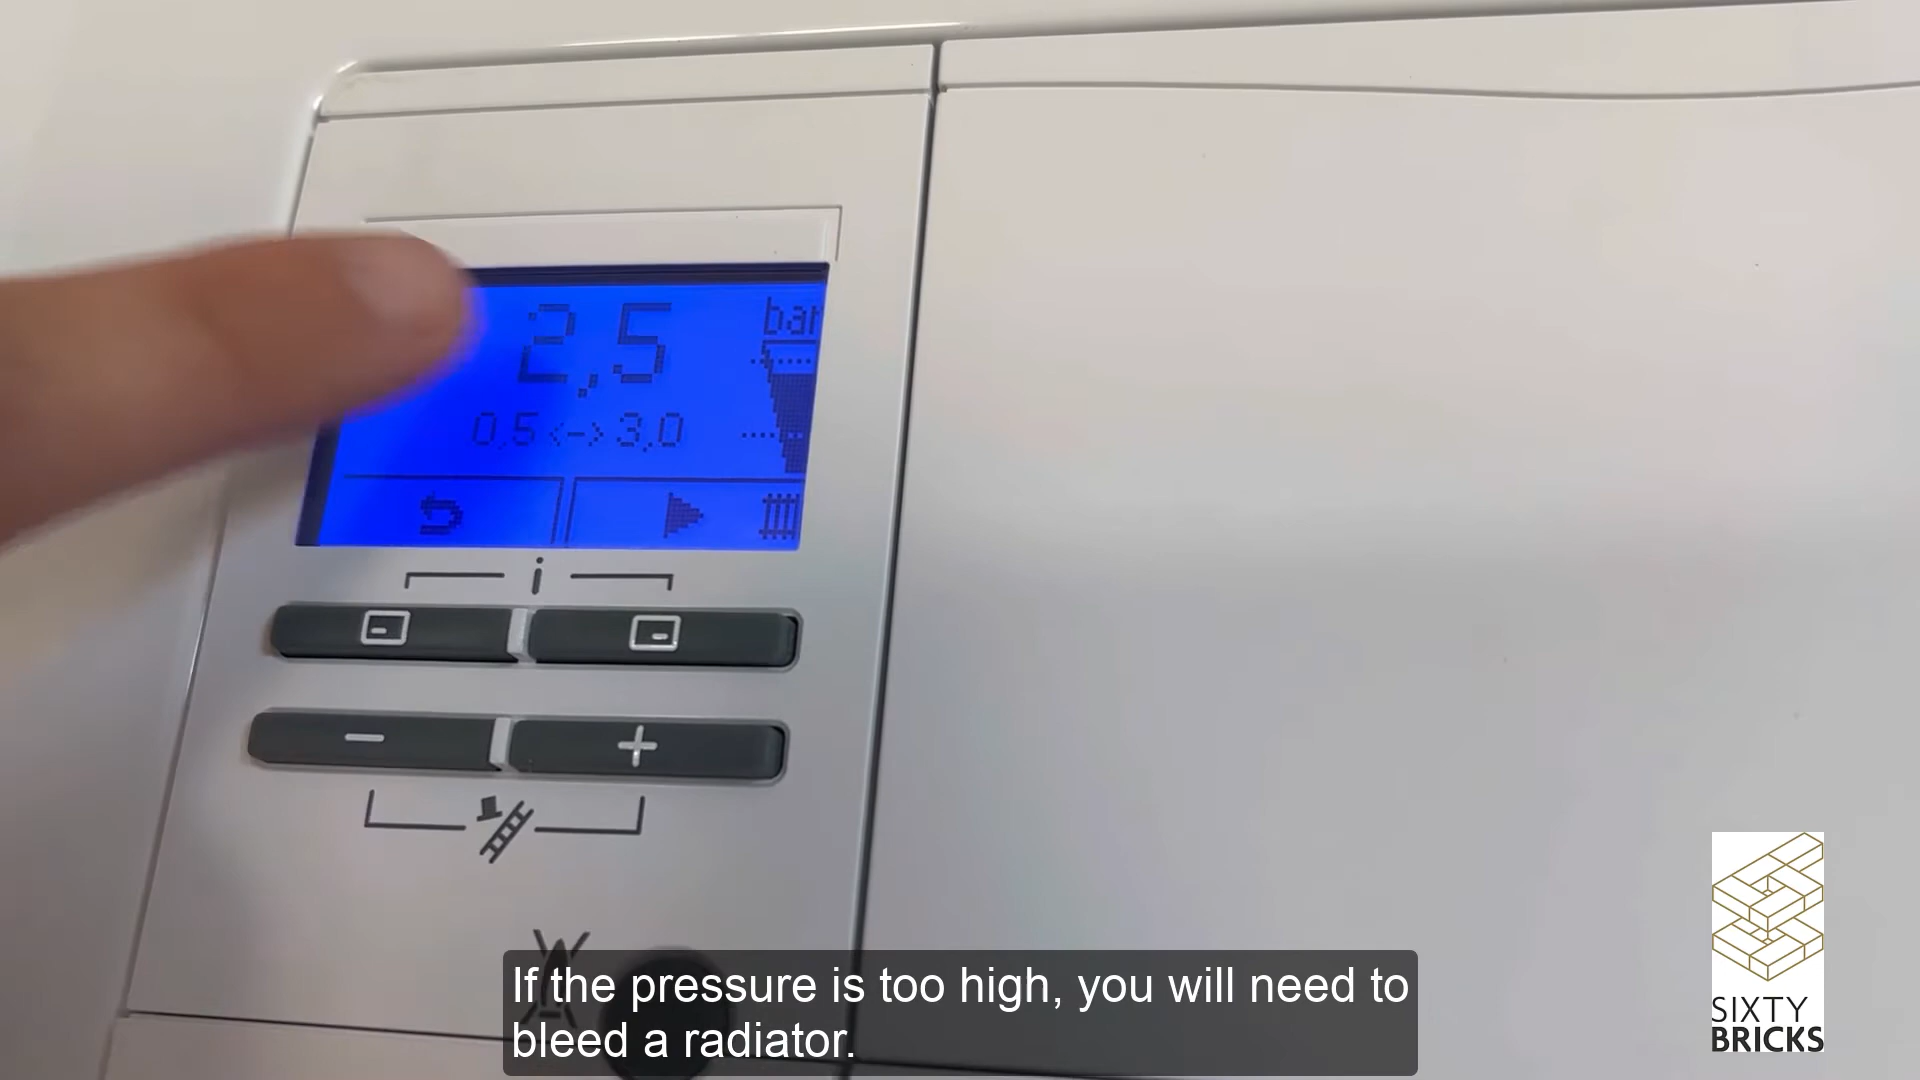 2,5
bar
0,5<->3,0
i
- +
If the pressure is too high, you will need to
bleed a radiator.
SIXTY
BRICKS